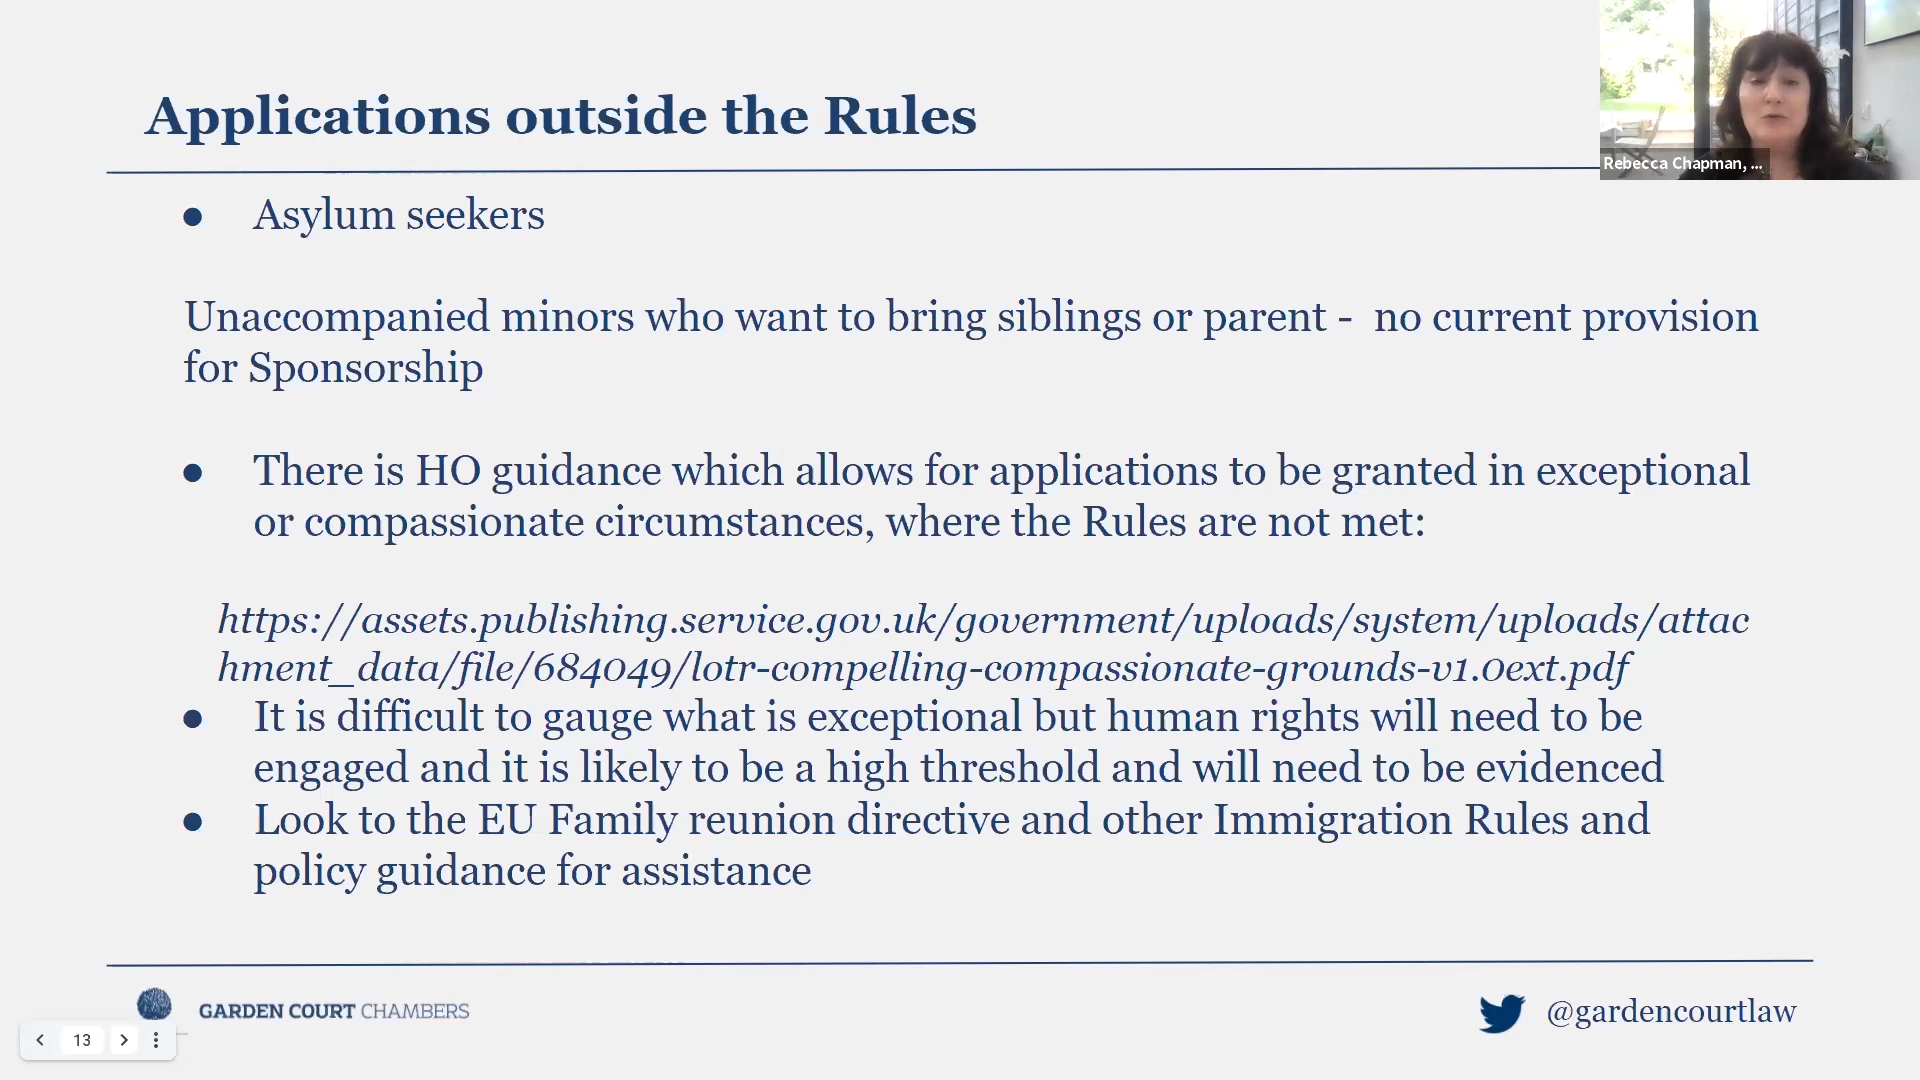 Applications outside the Rules
Rebecca Chapman, ...
● Asylum seekers
Unaccompanied minors who want to bring siblings or parent - no current provision
for Sponsorship
● There is HO guidance which allows for applications to be granted in exceptional
or compassionate circumstances, where the Rules are not met:
https://assets.publishing.service.gov.uk/government/uploads/system/uploads/attac
hment_data/file/684049/lotr-compelling-compassionate-grounds-v1.0ext.pdf
● It is difficult to gauge what is exceptional but human rights will need to be
engaged and it is likely to be a high threshold and will need to be evidenced
● Look to the EU Family reunion directive and other Immigration Rules and
policy guidance for assistance
GARDEN COURT CHAMBERS
@gardencourtlaw
13